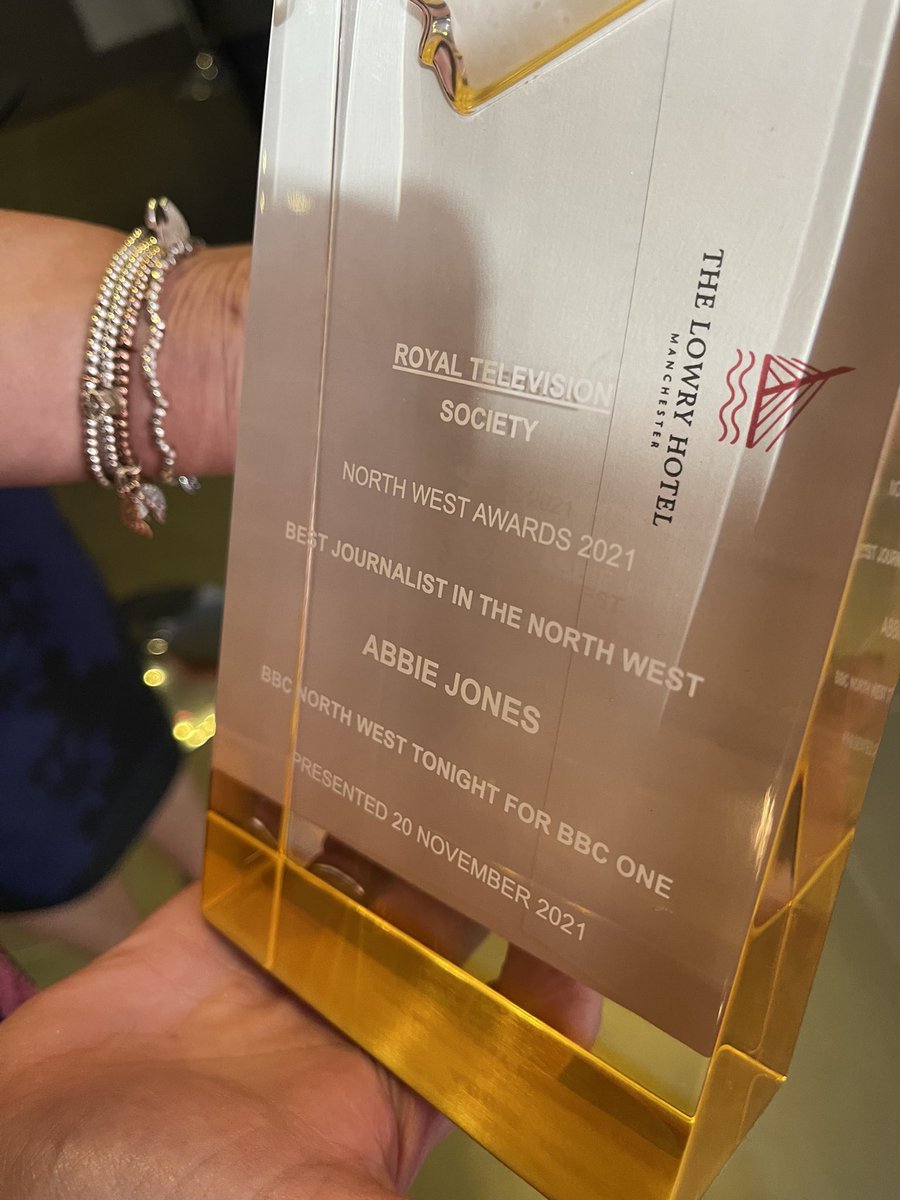 ROYAL TELEVISION
SOCIETY
NORTH WEST AWARDS 2021
BEST JOURNALIST IN THE NORTH WEST
ABBIE JONES
BBC NORTH WEST TONIGHT FOR BBC ONE
PRESENTED 20 NOVEMBER 2021
THE LOWRY HOTEL
MANCHESTER